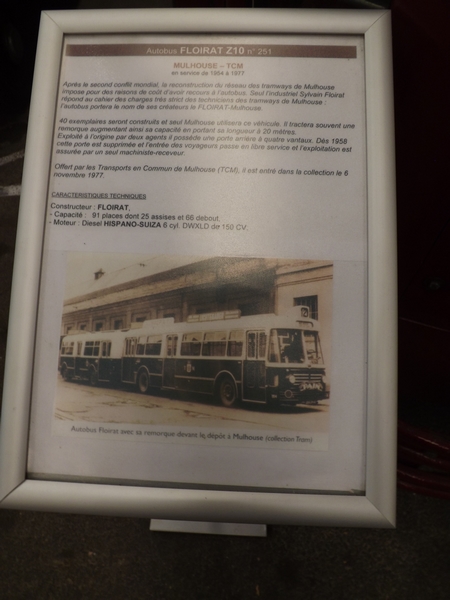 Autobus FLOIRAT Z10 n° 251
MULHOUSE – TCM
en service de 1954 à 1977
Après le second conflit mondial, la reconstruction du réseau des tramways de Mulhouse
impose pour des raisons de coût d'avoir recours à l'autobus. Seul l'industriel Sylvain Floirat
répond au cahier des charges très strict des techniciens des tramways de Mulhouse :
l'autobus portera le nom de ses créateurs le FLOIRAT-Mulhouse.
40 exemplaires seront construits et seul Mulhouse utilisera ce véhicule. Il tractera souvent une
remorque augmentant ainsi sa capacité en portant sa longueur à 20 mètres.
Exploité à l'origine par deux agents il possède une porte arrière à quatre vantaux. Dès 1958
cette porte est supprimée et l'entrée des voyageurs passe en libre service et l'exploitation est
assurée par un seul machiniste-receveur.
Offert par les Transports en Commun de Mulhouse (TCM), il est entré dans la collection le 6
novembre 1977.
CARACTERISTIQUES TECHNIQUES
Constructeur : FLOIRAT,
- Capacité : 91 places dont 25 assises et 66 debout,
- Moteur : Diesel HISPANO-SUIZA 6 cyl. DWXLD de 150 CV.
Autobus Floirat avec sa remorque devant le dépôt à Mulhouse (collection Tram)